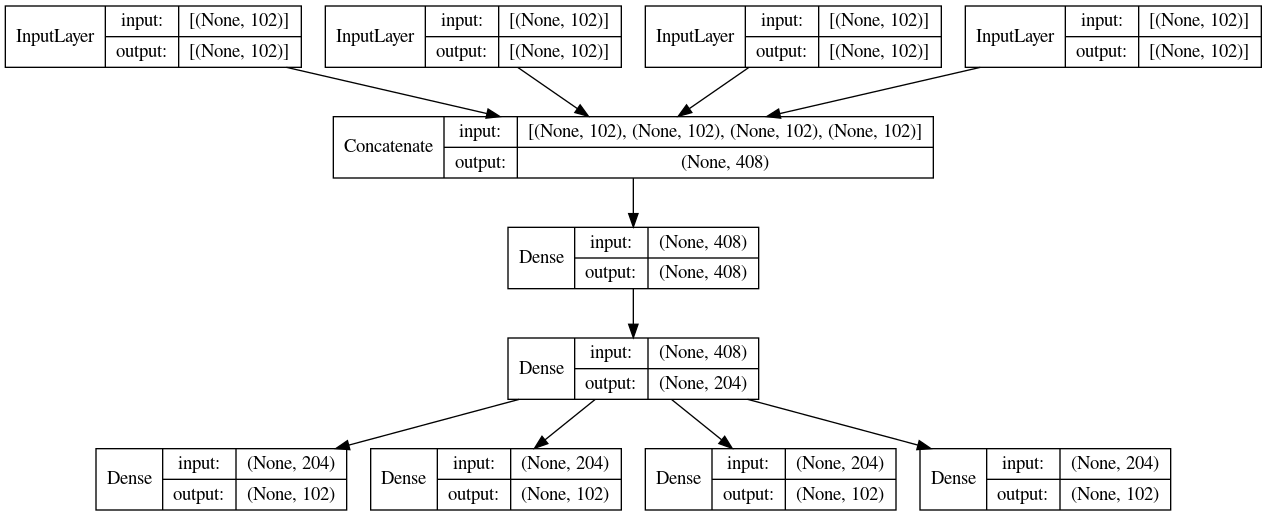 InputLayer input: [(None, 102)] output: [(None, 102)]
InputLayer input: [(None, 102)] output: [(None, 102)]
InputLayer input: [(None, 102)] output: [(None, 102)]
InputLayer input: [(None, 102)] output: [(None, 102)]
Concatenate input: [(None, 102), (None, 102), (None, 102), (None, 102)] output: (None, 408)
Dense input: (None, 408) output: (None, 408)
Dense input: (None, 408) output: (None, 204)
Dense input: (None, 204) output: (None, 102)
Dense input: (None, 204) output: (None, 102)
Dense input: (None, 204) output: (None, 102)
Dense input: (None, 204) output: (None, 102)